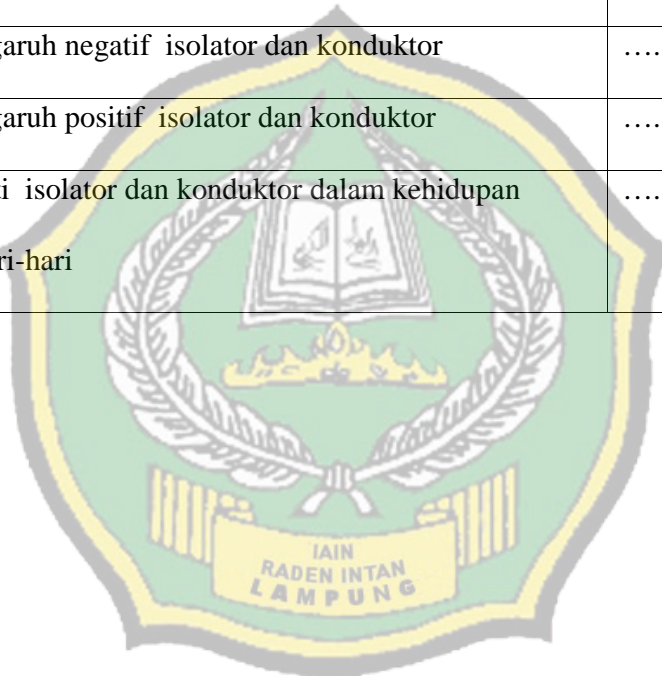 garuh negatif isolator dan konduktor ….
garuh positif isolator dan konduktor ….
ti isolator dan konduktor dalam kehidupan ….
ri-hari
IAIN
RADEN INTAN
LAMPUNG